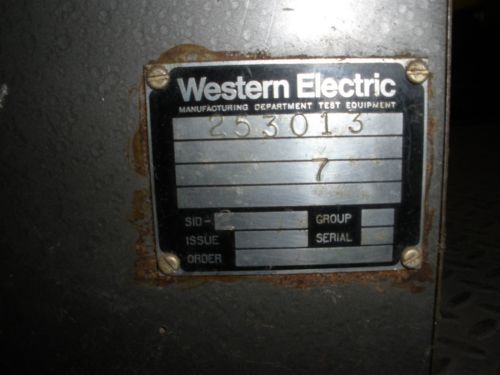 Western Electric
MANUFACTURING DEPARTMENT TEST EQUIPMENT
253013
7
SID-
GROUP
ISSUE
SERIAL
ORDER